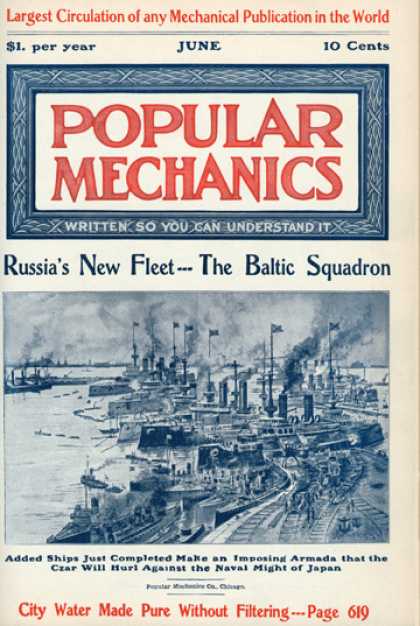 Largest Circulation of any Mechanical Publication in the World
$1. per year JUNE 10 Cents
POPULAR
MECHANICS
WRITTEN SO YOU CAN UNDERSTAND IT
Russia's New Fleet--- The Baltic Squadron
Added Ships Just Completed Make an Imposing Armada that the
Czar Will Hurl Against the Naval Might of Japan
Popular Mechanics Co., Chicago.
City Water Made Pure Without Filtering---Page 619